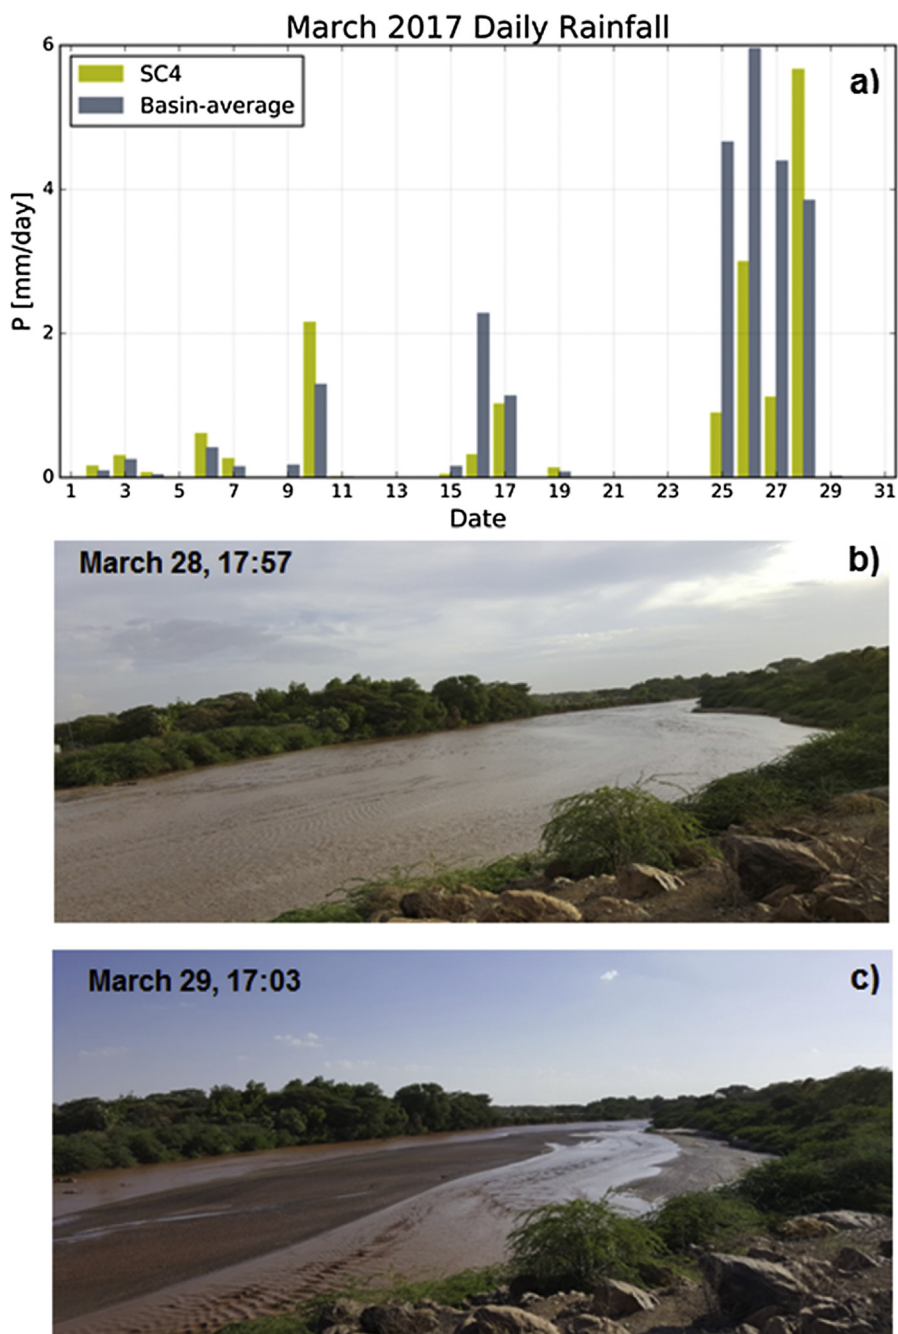 March 2017 Daily Rainfall
SC4
Basin-average
a)
6
4
2
0
P [mm/day]
1 3 5 7 9 11 13 15 17 19 21 23 25 27 29 31
Date
March 28, 17:57
b)
March 29, 17:03
c)